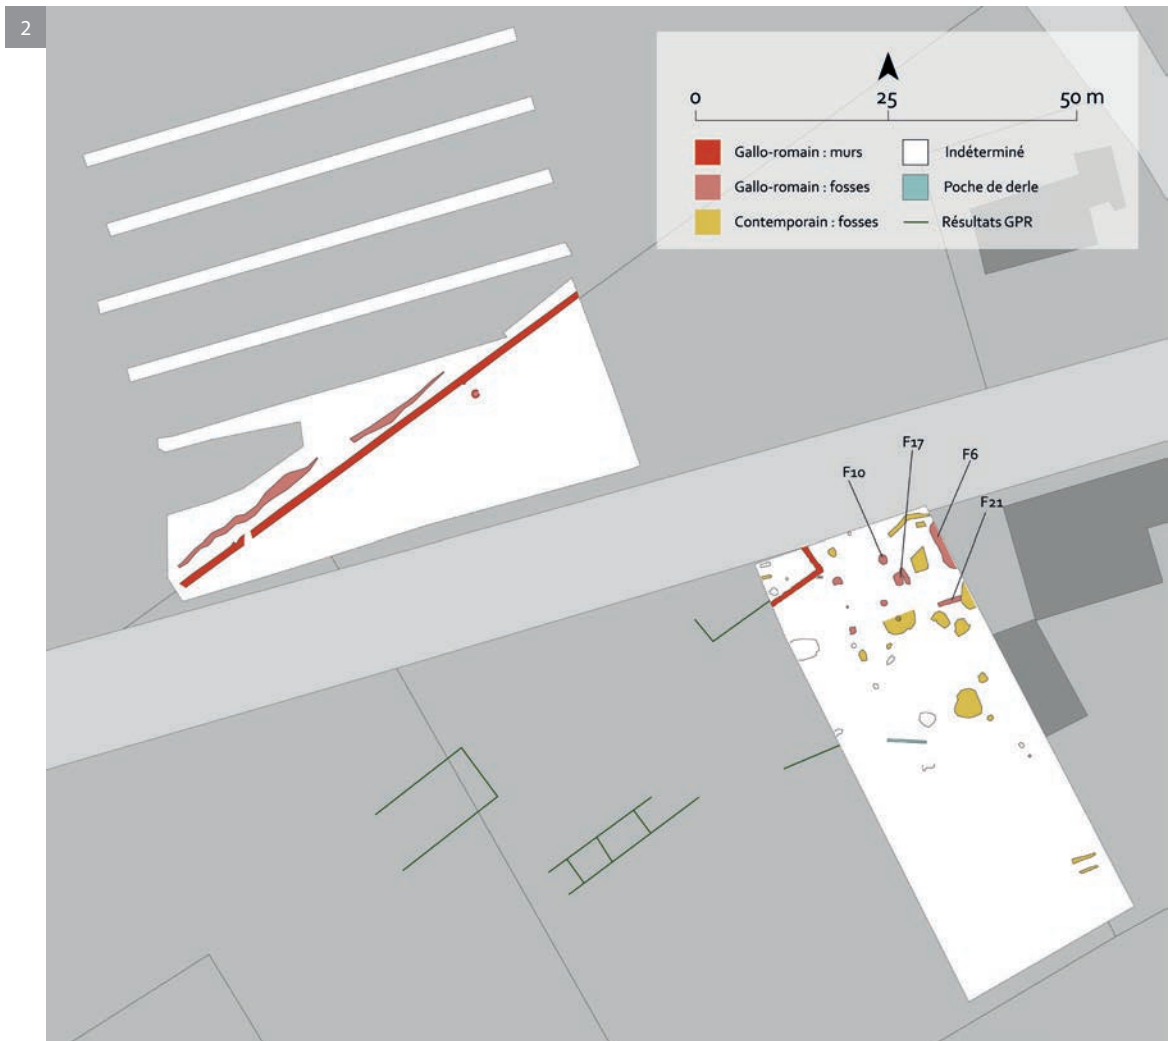 2
0 25 50 m
Gallo-romain : murs
Indéterminé
Gallo-romain : fosses
Poche de derle
Contemporain : fosses
Résultats GPR
F17
F10
F6
F21